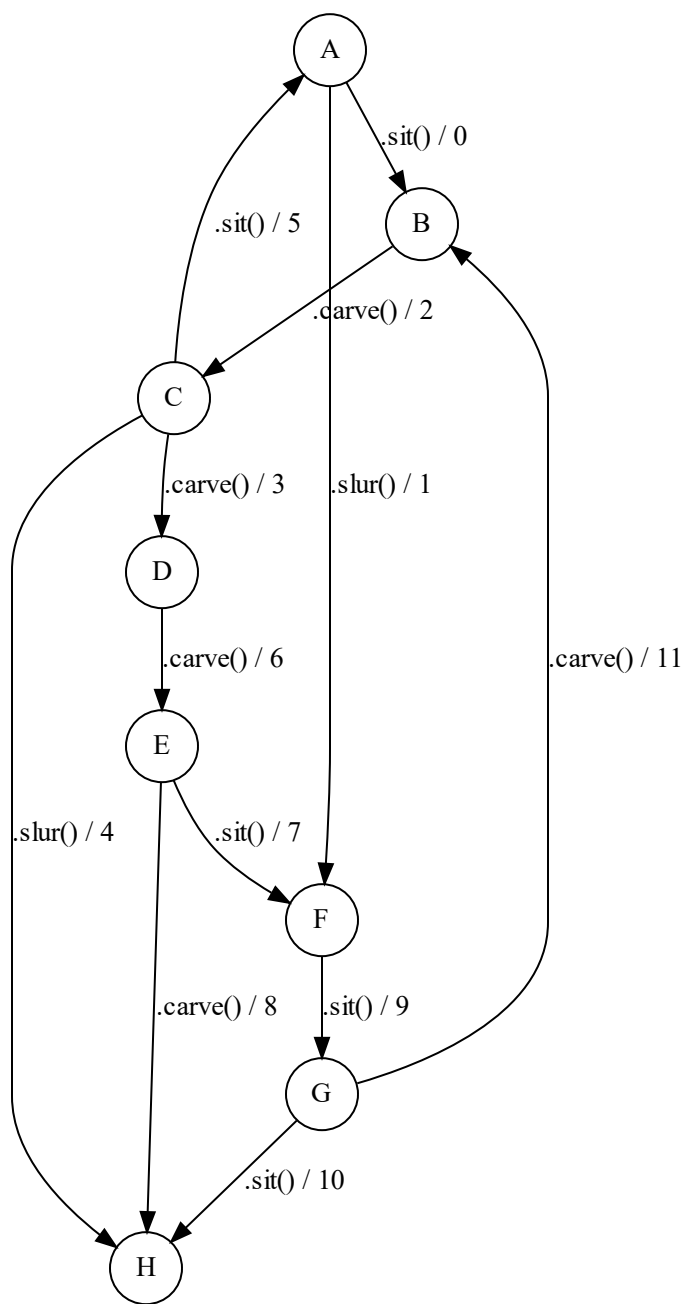 A
.sit() / 0
B
.sit() / 5
.carve() / 2
C
.carve() / 3
.slur() / 1
D
.carve() / 6
.carve() / 11
E
.slur() / 4
.sit() / 7
F
.carve() / 8
.sit() / 9
G
.sit() / 10
H